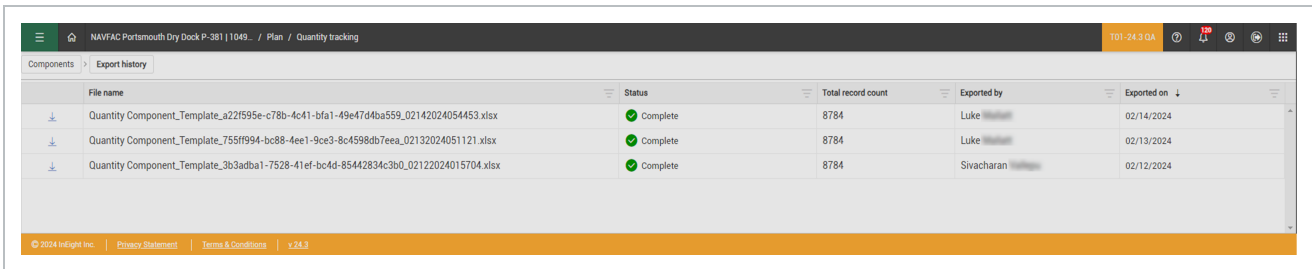 NAVFAC Portsmouth Dry Dock P-381 | 1049... / Plan / Quantity tracking T01-24.3 QA 120
Components > Export history
File name Status Total record count Exported by Exported on ↓
Quantity Component_Template_a22f595e-c78b-4c41-bfa1-49e47d4ba559_02142024054453.xlsx Complete 8784 Luke 02/14/2024
Quantity Component_Template_755ff994-bc88-4ee1-9ce3-8c4598db7eea_02132024051121.xlsx Complete 8784 Luke 02/13/2024
Quantity Component_Template_3b3adba1-7528-41ef-bc4d-85442834c3b0_02122024015704.xlsx Complete 8784 Sivacharan 02/12/2024
© 2024 InEight Inc. | Privacy Statement | Terms & Conditions | v 24.3